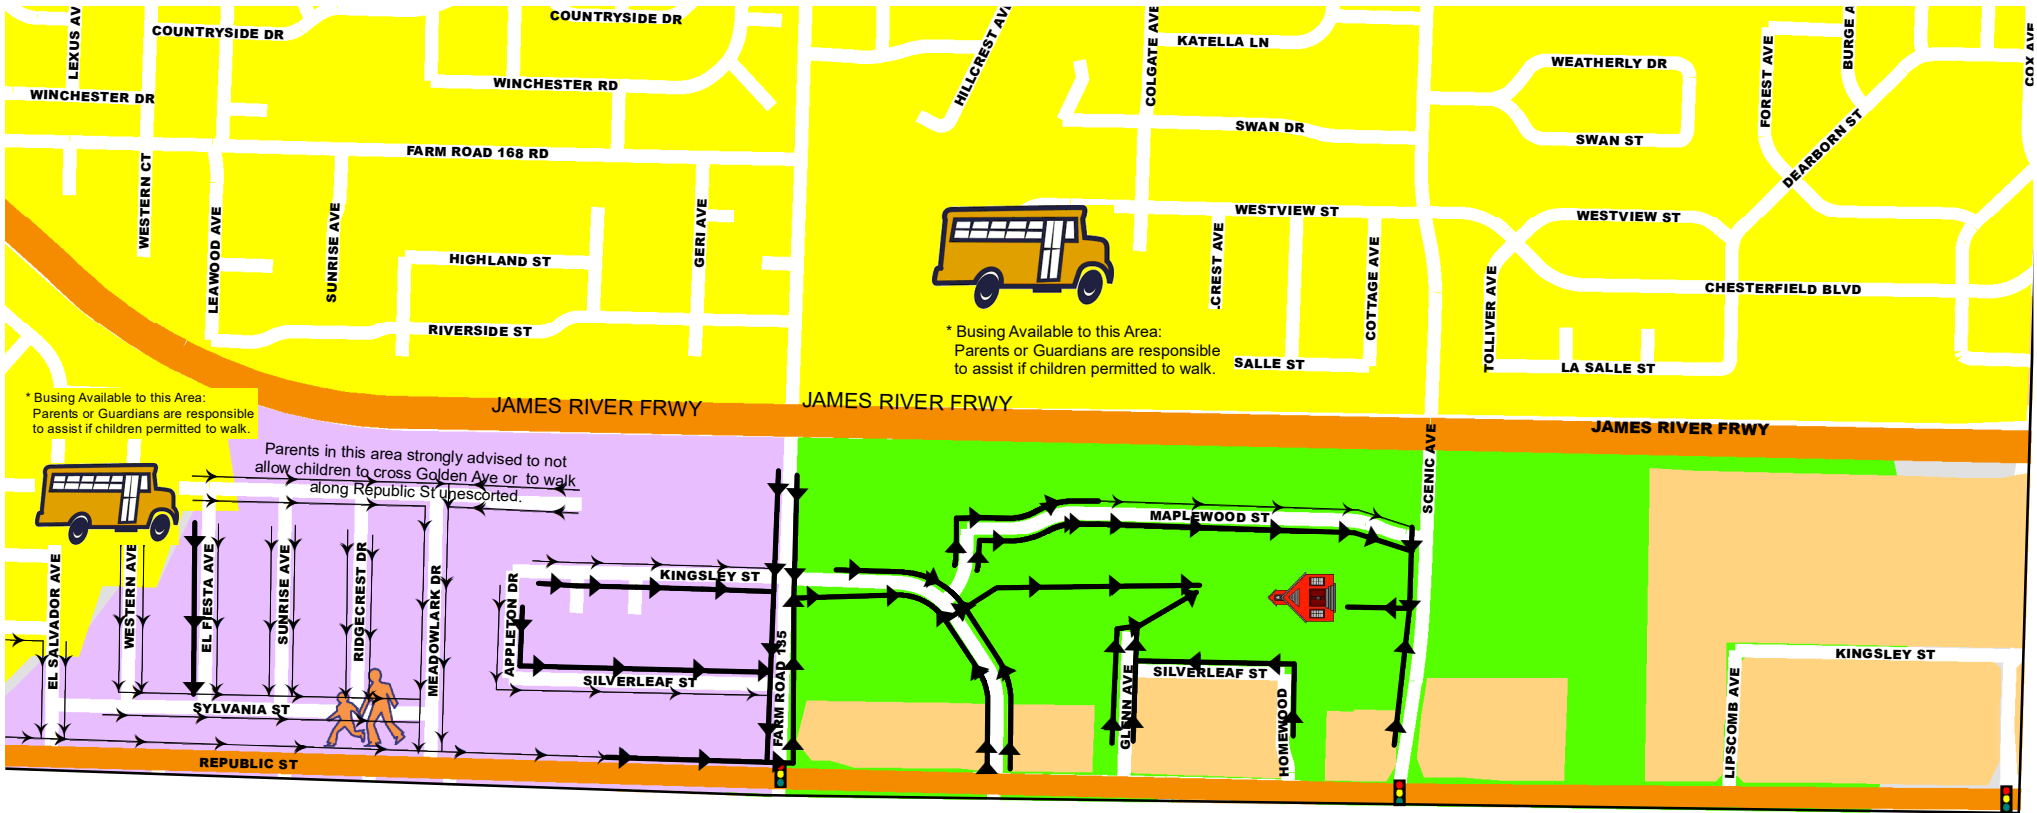 LEXUS AV
COUNTRYSIDE DR
COUNTRYSIDE DR
HILLCREST AVE
COLGATE AVE
KATELLA LN
WEATHERLY DR
FOREST AVE
BURGE A
COX AVE
WINCHESTER DR
WINCHESTER RD
SWAN DR
SWAN ST
DEARBORN ST
FARM ROAD 168 RD
WESTERN CT
LEAWOOD AVE
SUNRISE AVE
GERI AVE
WESTVIEW ST
WESTVIEW ST
HIGHLAND ST
CREST AVE
COTTAGE AVE
TOLLIVER AVE
CHESTERFIELD BLVD
RIVERSIDE ST
* Busing Available to this Area:
Parents or Guardians are responsible
to assist if children permitted to walk.
SALLE ST
LA SALLE ST
JAMES RIVER FRWY
JAMES RIVER FRWY
JAMES RIVER FRWY
* Busing Available to this Area:
Parents or Guardians are responsible
to assist if children permitted to walk.
Parents in this area strongly advised to not
allow children to cross Golden Ave or to walk
along Republic St unescorted.
SCENIC AVE
MAPLEWOOD ST
EL SALVADOR AVE
WESTERN AVE
EL FIESTA AVE
SUNRISE AVE
RIDGECREST DR
MEADOWLARK DR
APPLETON DR
KINGSLEY ST
FARM ROAD 135
SILVERLEAF ST
GLENN AVE
SILVERLEAF ST
HOMEWOOD
LIPSCOMB AVE
KINGSLEY ST
SYLVANIA ST
REPUBLIC ST